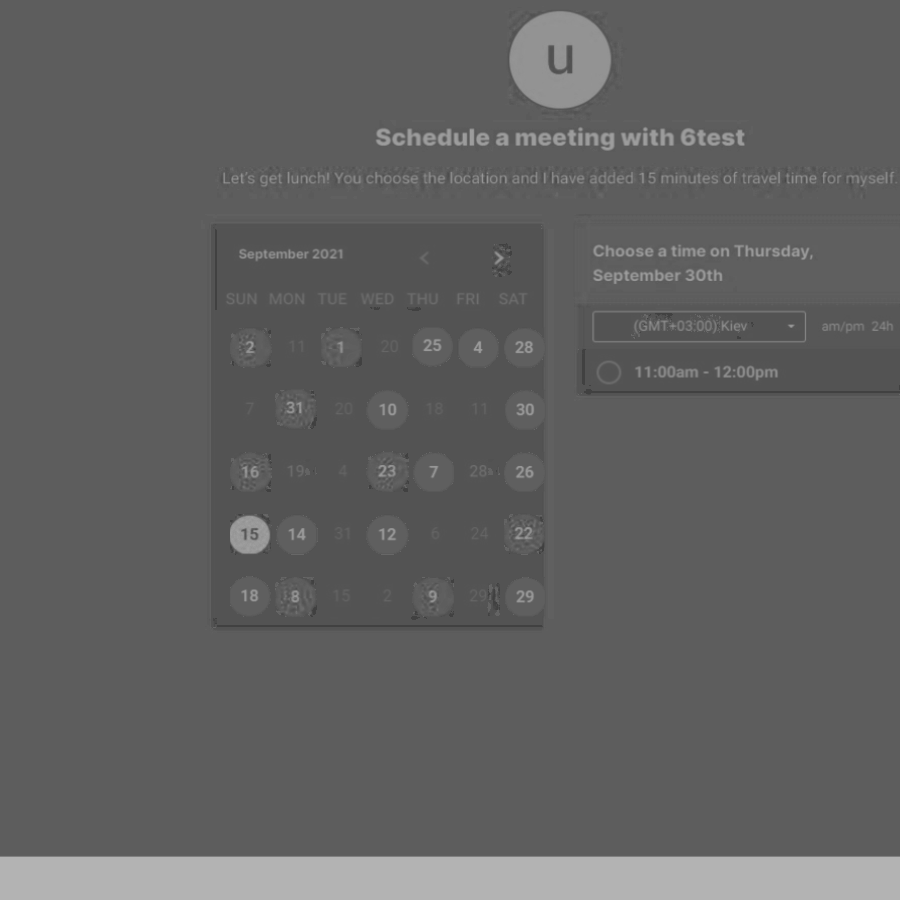 u
Schedule a meeting with 6test
Let's get lunch! You choose the location and I have added 15 minutes of travel time for myself.
September 2021
SUN MON TUE WED THU FRI SAT
2 11 1 20 25 4 28
7 31 20 10 18 11 30
16 19 4 23 7 28 26
15 14 31 12 6 24 22
18 8 15 2 9 29 29
Choose a time on Thursday,
September 30th
(GMT+03:00) Kiev am/pm 24h
11:00am - 12:00pm